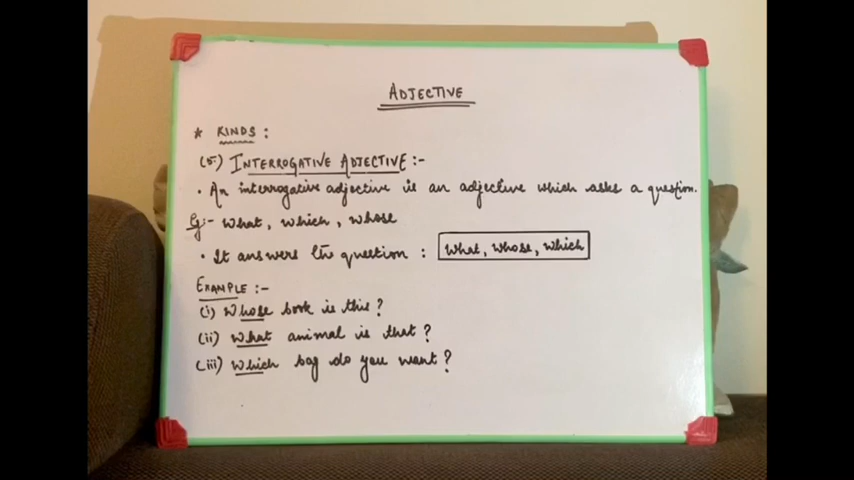 ADJECTIVE
* KINDS :
(5) INTERROGATIVE ADJECTIVE :-
• An interrogative adjective is an adjective which asks a question.
Eg:- What, which, whose
• It answers the question : What, whose, which
EXAMPLE :-
(i) Whose book is this ?
(ii) What animal is that ?
(iii) Which bag do you want ?